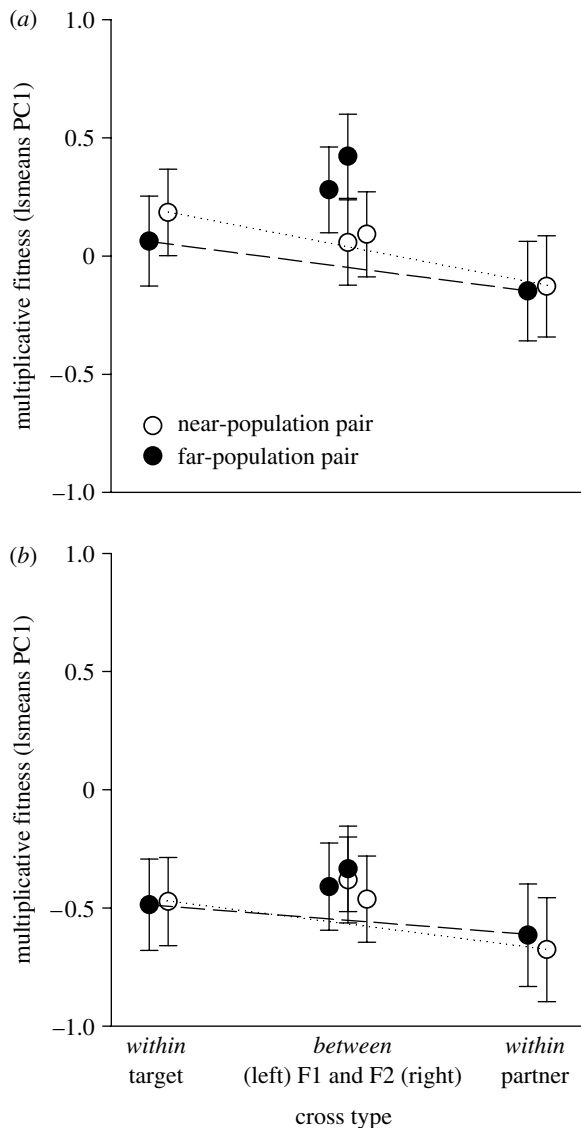 (a)
1.0
0.5
0
−0.5
−1.0
multiplicative fitness (lsmeans PC1)
near-population pair
far-population pair
(b)
1.0
0.5
0
−0.5
−1.0
multiplicative fitness (lsmeans PC1)
within between within
target (left) F1 and F2 (right) partner
cross type